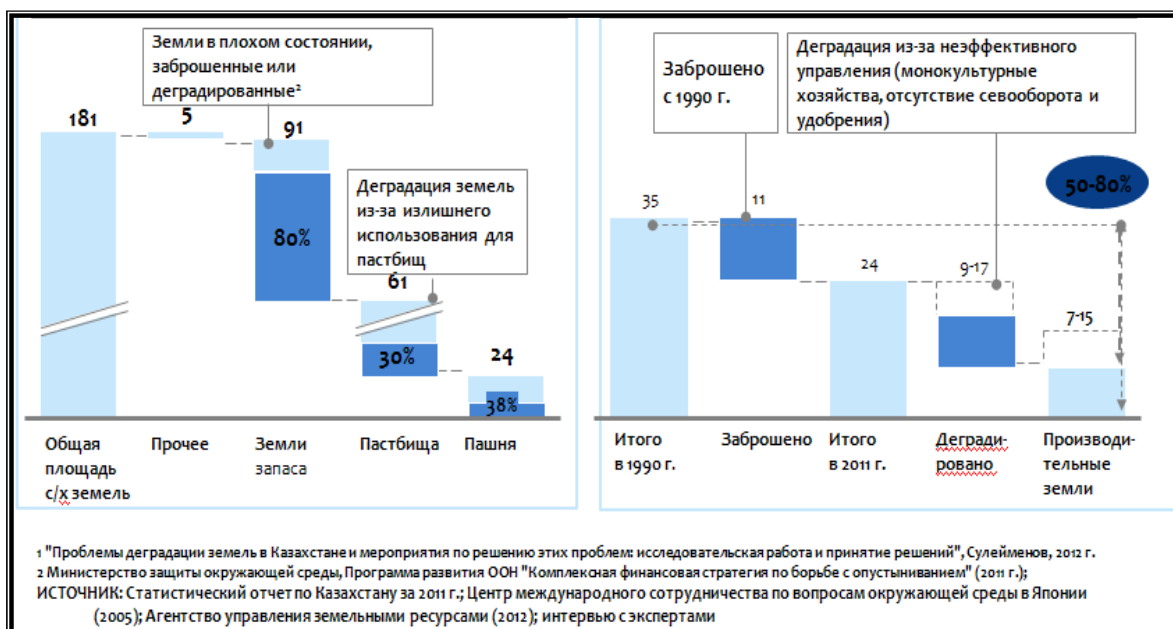 Земли в плохом состоянии,
заброшенные или
деградированные²
181
5
91
80%
Деградация земель
из-за излишнего
использования для
пастбищ
61
30%
24
38%
Общая
площадь
с/х земель
Прочее
Земли
запаса
Пастбища
Пашня
Заброшено
с 1990 г.
Деградация из-за неэффективного
управления (монокультурные
хозяйства, отсутствие севооборота и
удобрения)
50-80%
35
11
24
9-17
7-15
Итого
в 1990 г.
Заброшено
Итого
в 2011 г.
Дегради-
ровано
Производи-
тельные
земли
1 "Проблемы деградации земель в Казахстане и мероприятия по решению этих проблем: исследовательская работа и принятие решений", Сулейменов, 2012 г.
2 Министерство защиты окружающей среды, Программа развития ООН "Комплексная финансовая стратегия по борьбе с опустыниванием" (2011 г.);
ИСТОЧНИК: Статистический отчет по Казахстану за 2011 г.; Центр международного сотрудничества по вопросам окружающей среды в Японии
(2005); Агентство управления земельными ресурсами (2012); интервью с экспертами